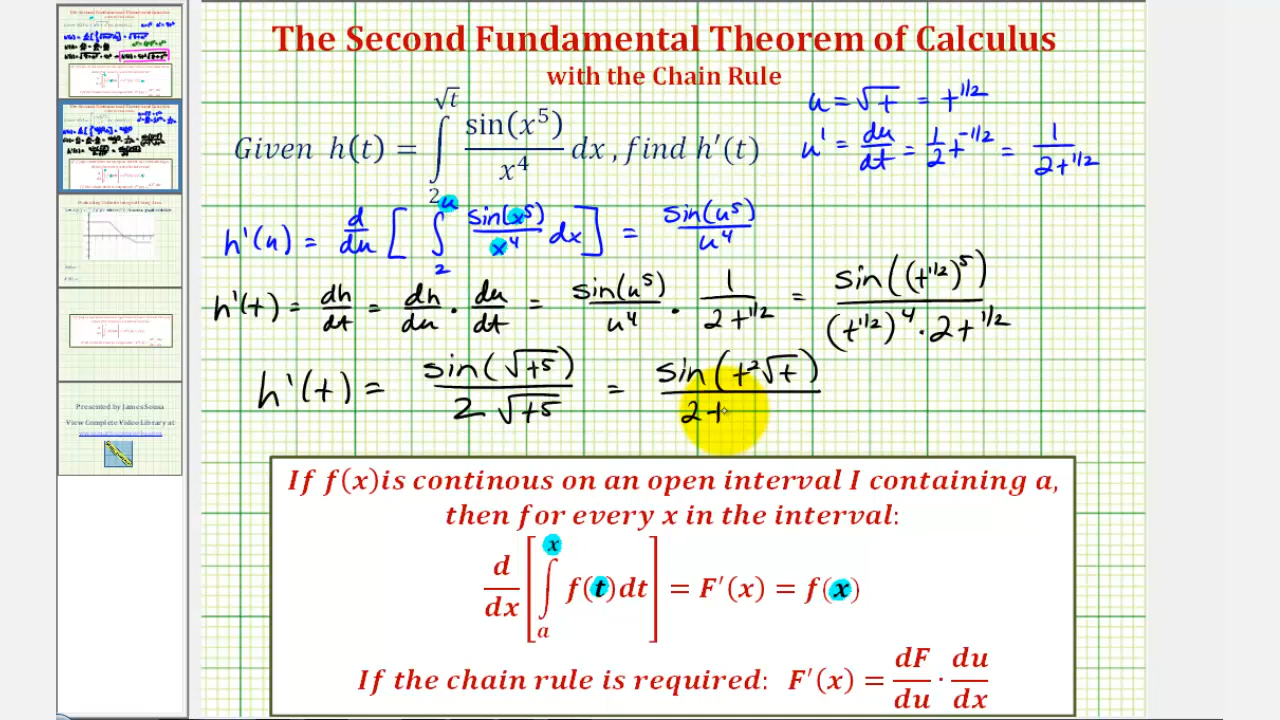 The Second Fundamental Theorem of Calculus
with the Chain Rule
Given h(t) = ∫_2^√t sin(x^5)/x^4 dx, find h'(t)
u = √t = t^1/2
u' = du/dt = 1/2 t^-1/2 = 1/(2t^1/2)
h'(u) = d/du [ ∫_2^u sin(x^5)/x^4 dx ] = sin(u^5)/u^4
h'(t) = dh/dt = dh/du · du/dt = sin(u^5)/u^4 · 1/(2t^1/2) = sin((t^1/2)^5)/((t^1/2)^4 · 2t^1/2)
h'(t) = sin(√t^5)/(2√t^5) = sin(t^2√t)/(2t
If f(x)is continous on an open interval I containing a,
then for every x in the interval:
d/dx [ ∫_a^x f(t)dt ] = F'(x) = f(x)
If the chain rule is required: F'(x) = dF/du · du/dx
Presented by James Sousa
View Complete Video Library at